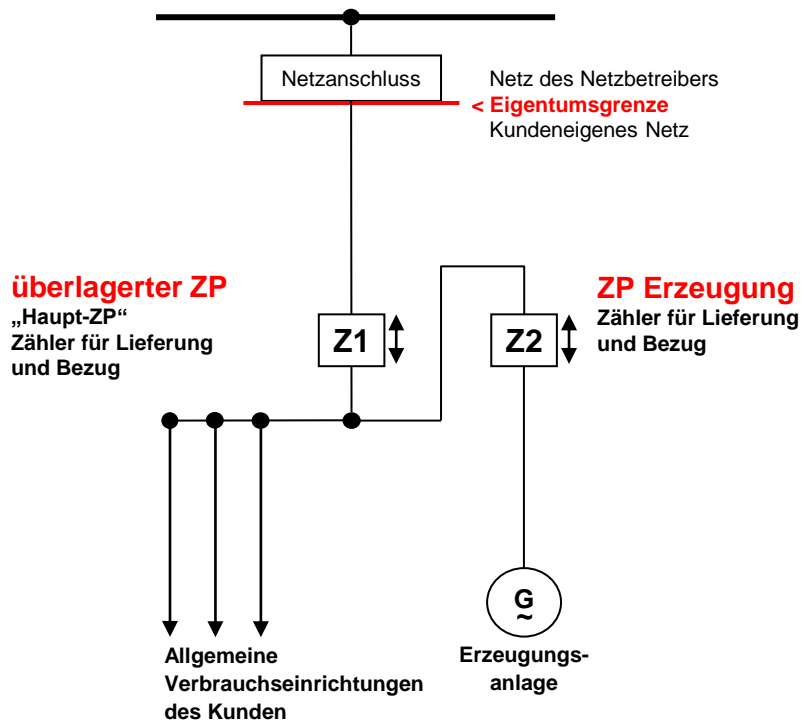 Netzanschluss
Netz des Netzbetreibers
< Eigentumsgrenze
Kundeneigenes Netz
überlagerter ZP
„Haupt-ZP“
Zähler für Lieferung
und Bezug
Z1
Z2
ZP Erzeugung
Zähler für Lieferung
und Bezug
G
~
Allgemeine
Verbrauchseinrichtungen
des Kunden
Erzeugungs-
anlage